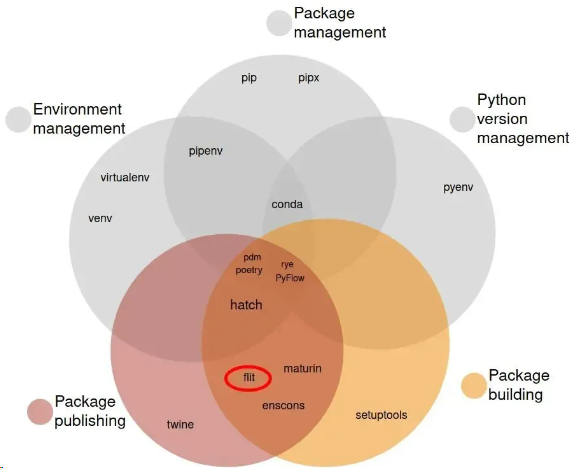 Package
management
Environment
management
Python
version
management
pip
pipx
pipenv
virtualenv
venv
pyenv
conda
pdm
poetry
rye
PyFlow
hatch
maturin
flit
enscons
twine
setuptools
Package
publishing
Package
building